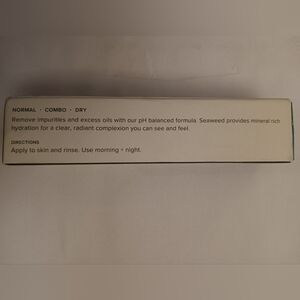 NORMAL · COMBO · DRY
Remove impurities and excess oils with our pH balanced formula. Seaweed provides mineral rich
hydration for a clear, radiant complexion you can see and feel.
DIRECTIONS
Apply to skin and rinse. Use morning + night.